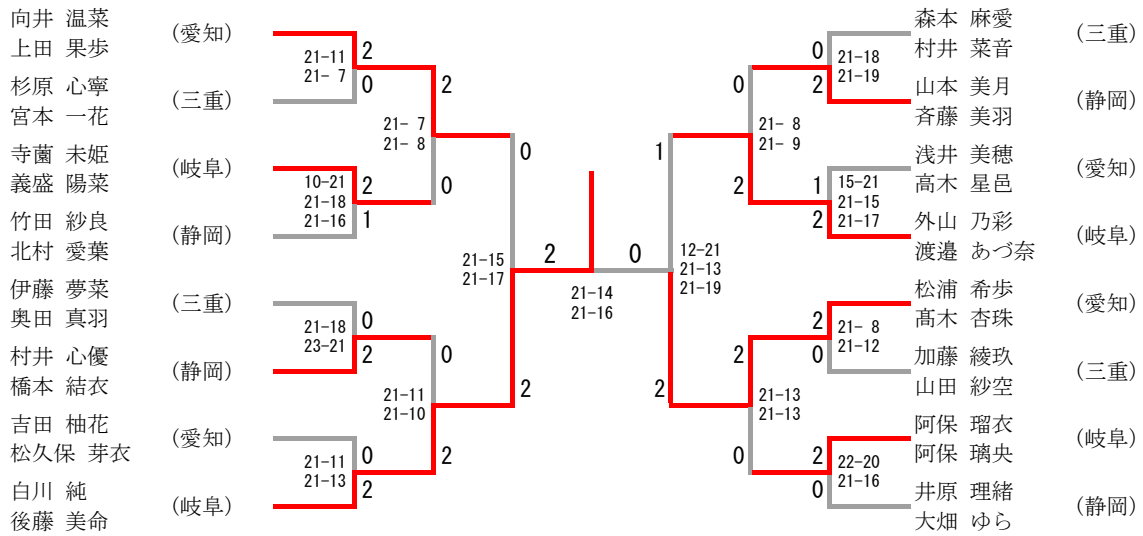 向井 温菜
上田 果歩
(愛知)
杉原 心寧
宮本 一花
(三重)
寺薗 未姫
義盛 陽菜
(岐阜)
竹田 紗良
北村 愛葉
(静岡)
伊藤 夢菜
奥田 真羽
(三重)
村井 心優
橋本 結衣
(静岡)
吉田 柚花
松久保 芽衣
(愛知)
白川 純
後藤 美命
(岐阜)
21-11
21- 7
2
0
10-21
21-18
21-16
2
1
21-18
23-21
0
2
21-11
21-13
0
2
21- 7
21- 8
2
0
21-11
21-10
0
2
21-15
21-17
0
2
2
0
21-14
21-16
12-21
21-13
21-19
1
2
21- 8
21- 9
0
2
21-13
21-13
2
0
0
2
21-18
21-19
1
2
15-21
21-15
21-17
2
0
21- 8
21-12
2
0
22-20
21-16
森本 麻愛
村井 菜音
(三重)
山本 美月
斉藤 美羽
(静岡)
浅井 美穂
高木 星邑
(愛知)
外山 乃彩
渡邉 あづ奈
(岐阜)
松浦 希歩
髙木 杏珠
(愛知)
加藤 綾玖
山田 紗空
(三重)
阿保 瑠衣
阿保 璃央
(岐阜)
井原 理緒
大畑 ゆら
(静岡)